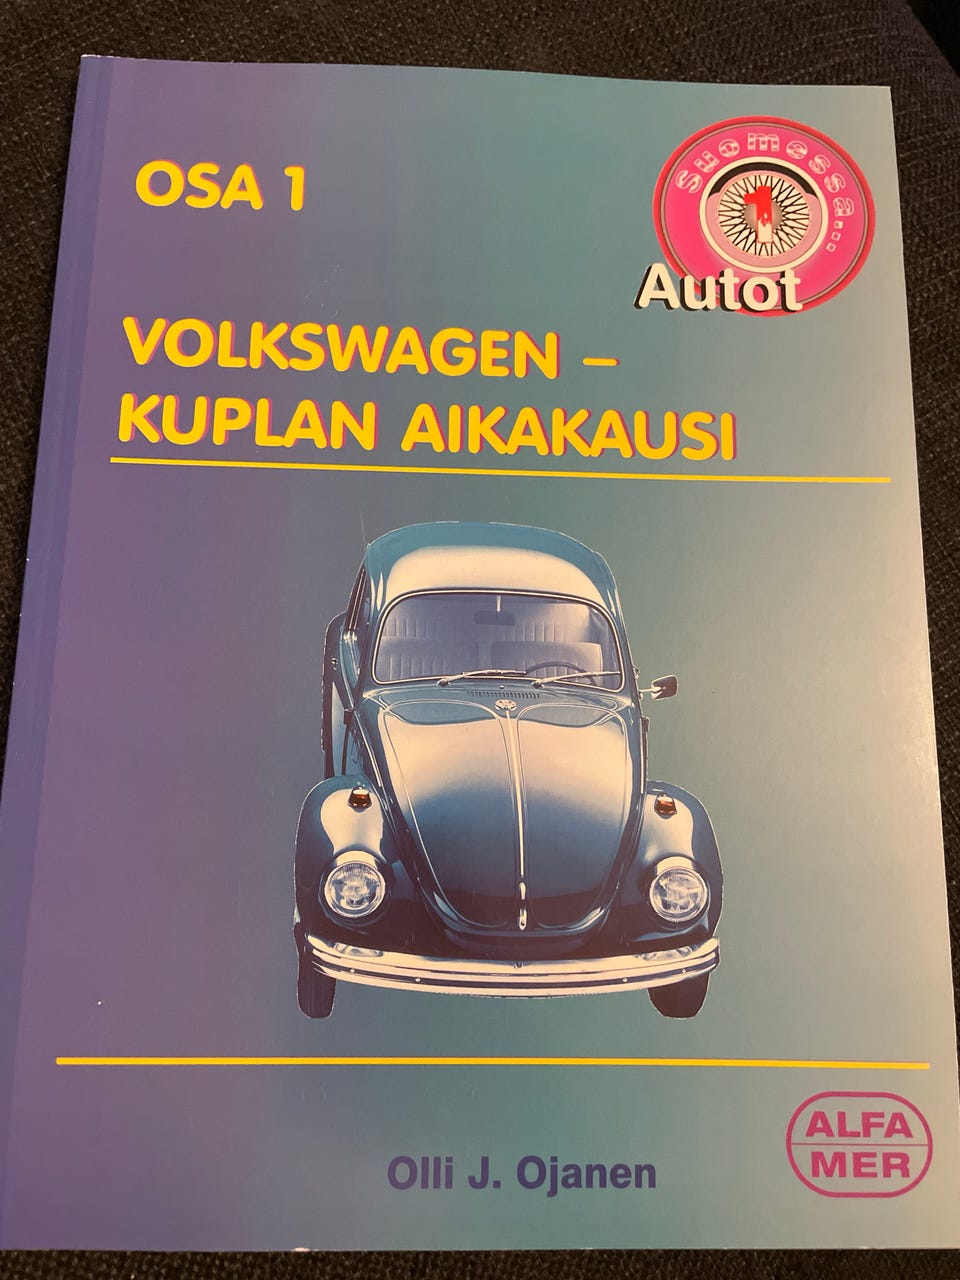 OSA 1
Suomessa...
1
Autot
VOLKSWAGEN –
KUPLAN AIKAKAUSI
Olli J. Ojanen
ALFA
MER